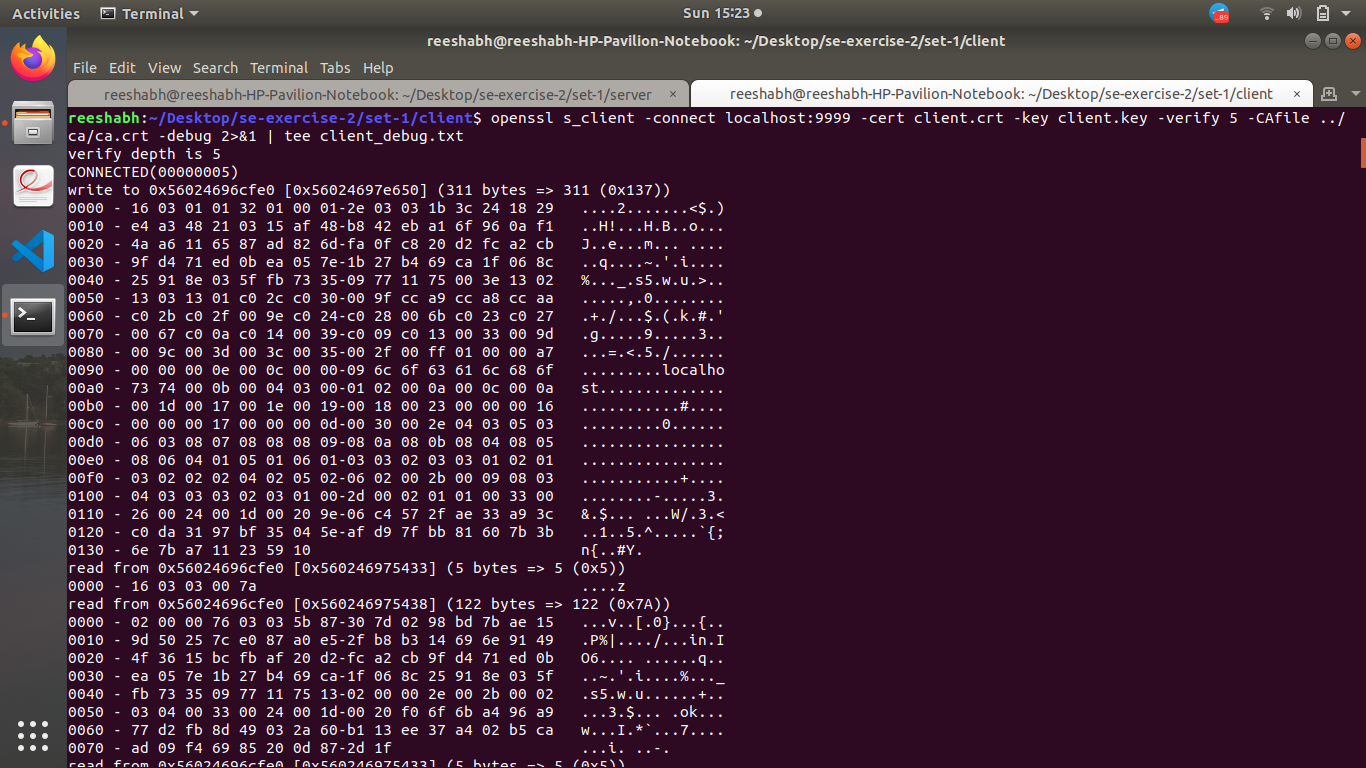 Activities Terminal Sun 15:23 89
reeshabh@reeshabh-HP-Pavilion-Notebook: ~/Desktop/se-exercise-2/set-1/client
File Edit View Search Terminal Tabs Help
reeshabh@reeshabh-HP-Pavilion-Notebook: ~/Desktop/se-exercise-2/set-1/server × reeshabh@reeshabh-HP-Pavilion-Notebook: ~/Desktop/se-exercise-2/set-1/client ×
reeshabh:~/Desktop/se-exercise-2/set-1/client$ openssl s_client -connect localhost:9999 -cert client.crt -key client.key -verify 5 -CAfile ../
ca/ca.crt -debug 2>&1 | tee client_debug.txt
verify depth is 5
CONNECTED(00000005)
write to 0x56024696cfe0 [0x56024697e650] (311 bytes => 311 (0x137))
0000 - 16 03 01 01 32 01 00 01-2e 03 03 1b 3c 24 18 29   ....2.......<$.)
0010 - e4 a3 48 21 03 15 af 48-b8 42 eb a1 6f 96 0a f1   ..H!...H.B..o...
0020 - 4a a6 11 65 87 ad 82 6d-fa 0f c8 20 d2 fc a2 cb   J..e...m... ....
0030 - 9f d4 71 ed 0b ea 05 7e-1b 27 b4 69 ca 1f 06 8c   ..q....~.'.i....
0040 - 25 91 8e 03 5f fb 73 35-09 77 11 75 00 3e 13 02   %..._.s5.w.u.>..
0050 - 13 03 13 01 c0 2c c0 30-00 9f cc a9 cc a8 cc aa   .....,.0........
0060 - c0 2b c0 2f 00 9e c0 24-c0 28 00 6b c0 23 c0 27   .+./...$.(.k.#.'
0070 - 00 67 c0 0a c0 14 00 39-c0 09 c0 13 00 33 00 9d   .g.....9.....3..
0080 - 00 9c 00 3d 00 3c 00 35-00 2f 00 ff 01 00 00 a7   ...=.<.5./......
0090 - 00 00 00 0e 00 0c 00 00-09 6c 6f 63 61 6c 68 6f   .........localho
00a0 - 73 74 00 0b 00 04 03 00-01 02 00 0a 00 0c 00 0a   st..............
00b0 - 00 1d 00 17 00 1e 00 19-00 18 00 23 00 00 00 16   ...........#....
00c0 - 00 00 00 17 00 00 00 0d-00 30 00 2e 04 03 05 03   .........0......
00d0 - 06 03 08 07 08 08 08 09-08 0a 08 0b 08 04 08 05   ................
00e0 - 08 06 04 01 05 01 06 01-03 03 02 03 03 01 02 01   ................
00f0 - 03 02 02 02 04 02 05 02-06 02 00 2b 00 09 08 03   ...........+....
0100 - 04 03 03 03 02 03 01 00-2d 00 02 01 01 00 33 00   ........-.....3.
0110 - 26 00 24 00 1d 00 20 9e-06 c4 57 2f ae 33 a9 3c   &.$... ...W/.3.<
0120 - c0 da 31 97 bf 35 04 5e-af d9 7f bb 81 60 7b 3b   ..1..5.^.....`{;
0130 - 6e 7b a7 11 23 59 10   n{..#Y.
read from 0x56024696cfe0 [0x560246975433] (5 bytes => 5 (0x5))
0000 - 16 03 03 00 7a   ....z
read from 0x56024696cfe0 [0x560246975438] (122 bytes => 122 (0x7A))
0000 - 02 00 00 76 03 03 5b 87-30 7d 02 98 bd 7b ae 15   ...v..[.0}...{..
0010 - 9d 50 25 7c e0 87 a0 e5-2f b8 b3 14 69 6e 91 49   .P%|..../...in.I
0020 - 4f 36 15 bc fb af 20 d2-fc a2 cb 9f d4 71 ed 0b   O6.... ......q..
0030 - ea 05 7e 1b 27 b4 69 ca-1f 06 8c 25 91 8e 03 5f   ..~.'.i....%..._
0040 - fb 73 35 09 77 11 75 13-02 00 00 2e 00 2b 00 02   .s5.w.u......+..
0050 - 03 04 00 33 00 24 00 1d-00 20 f0 6f 6b a4 96 a9   ...3.$... .ok...
0060 - 77 d2 fb 8d 49 03 2a 60-b1 13 ee 37 a4 02 b5 ca   w...I.*`...7....
0070 - ad 09 f4 69 85 20 0d 87-2d 1f   ...i. ..-.
read from 0x56024696cfe0 [0x560246975433] (5 bytes => 5 (0x5))